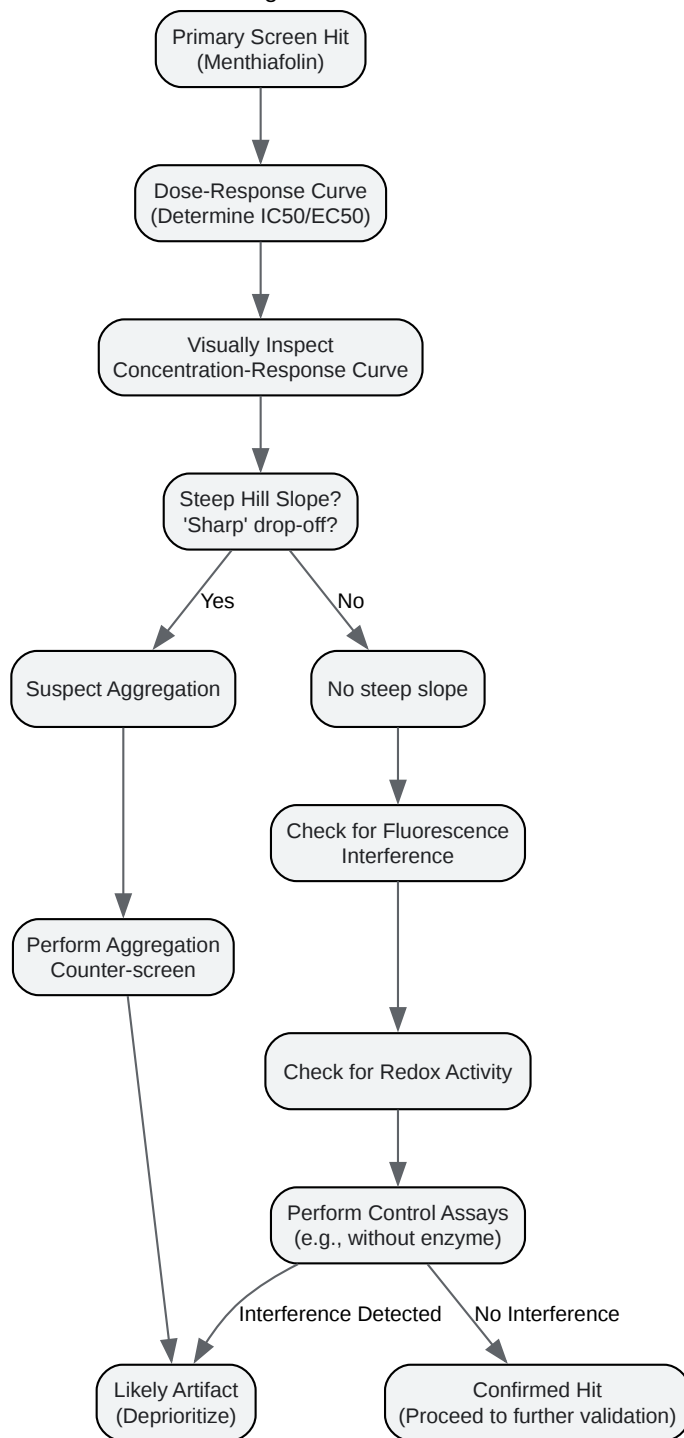 Primary Screen Hit
(Menthiafolin)
Dose-Response Curve
(Determine IC50/EC50)
Visually Inspect
Concentration-Response Curve
Steep Hill Slope?
'Sharp' drop-off?
Yes
No
Suspect Aggregation
No steep slope
Check for Fluorescence
Interference
Perform Aggregation
Counter-screen
Check for Redox Activity
Perform Control Assays
(e.g., without enzyme)
Interference Detected
No Interference
Likely Artifact
(Deprioritize)
Confirmed Hit
(Proceed to further validation)